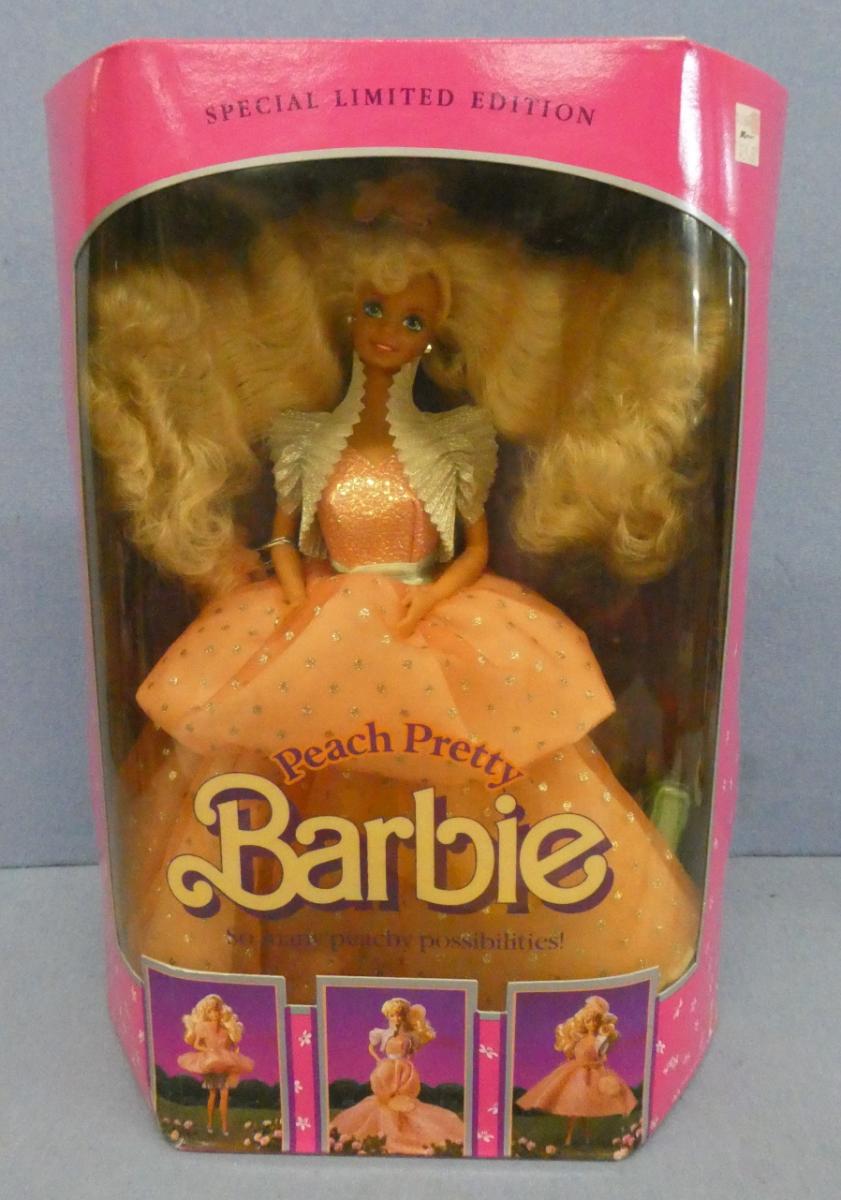 SPECIAL LIMITED EDITION
Peach Pretty
Barbie
So many peachy possibilities!